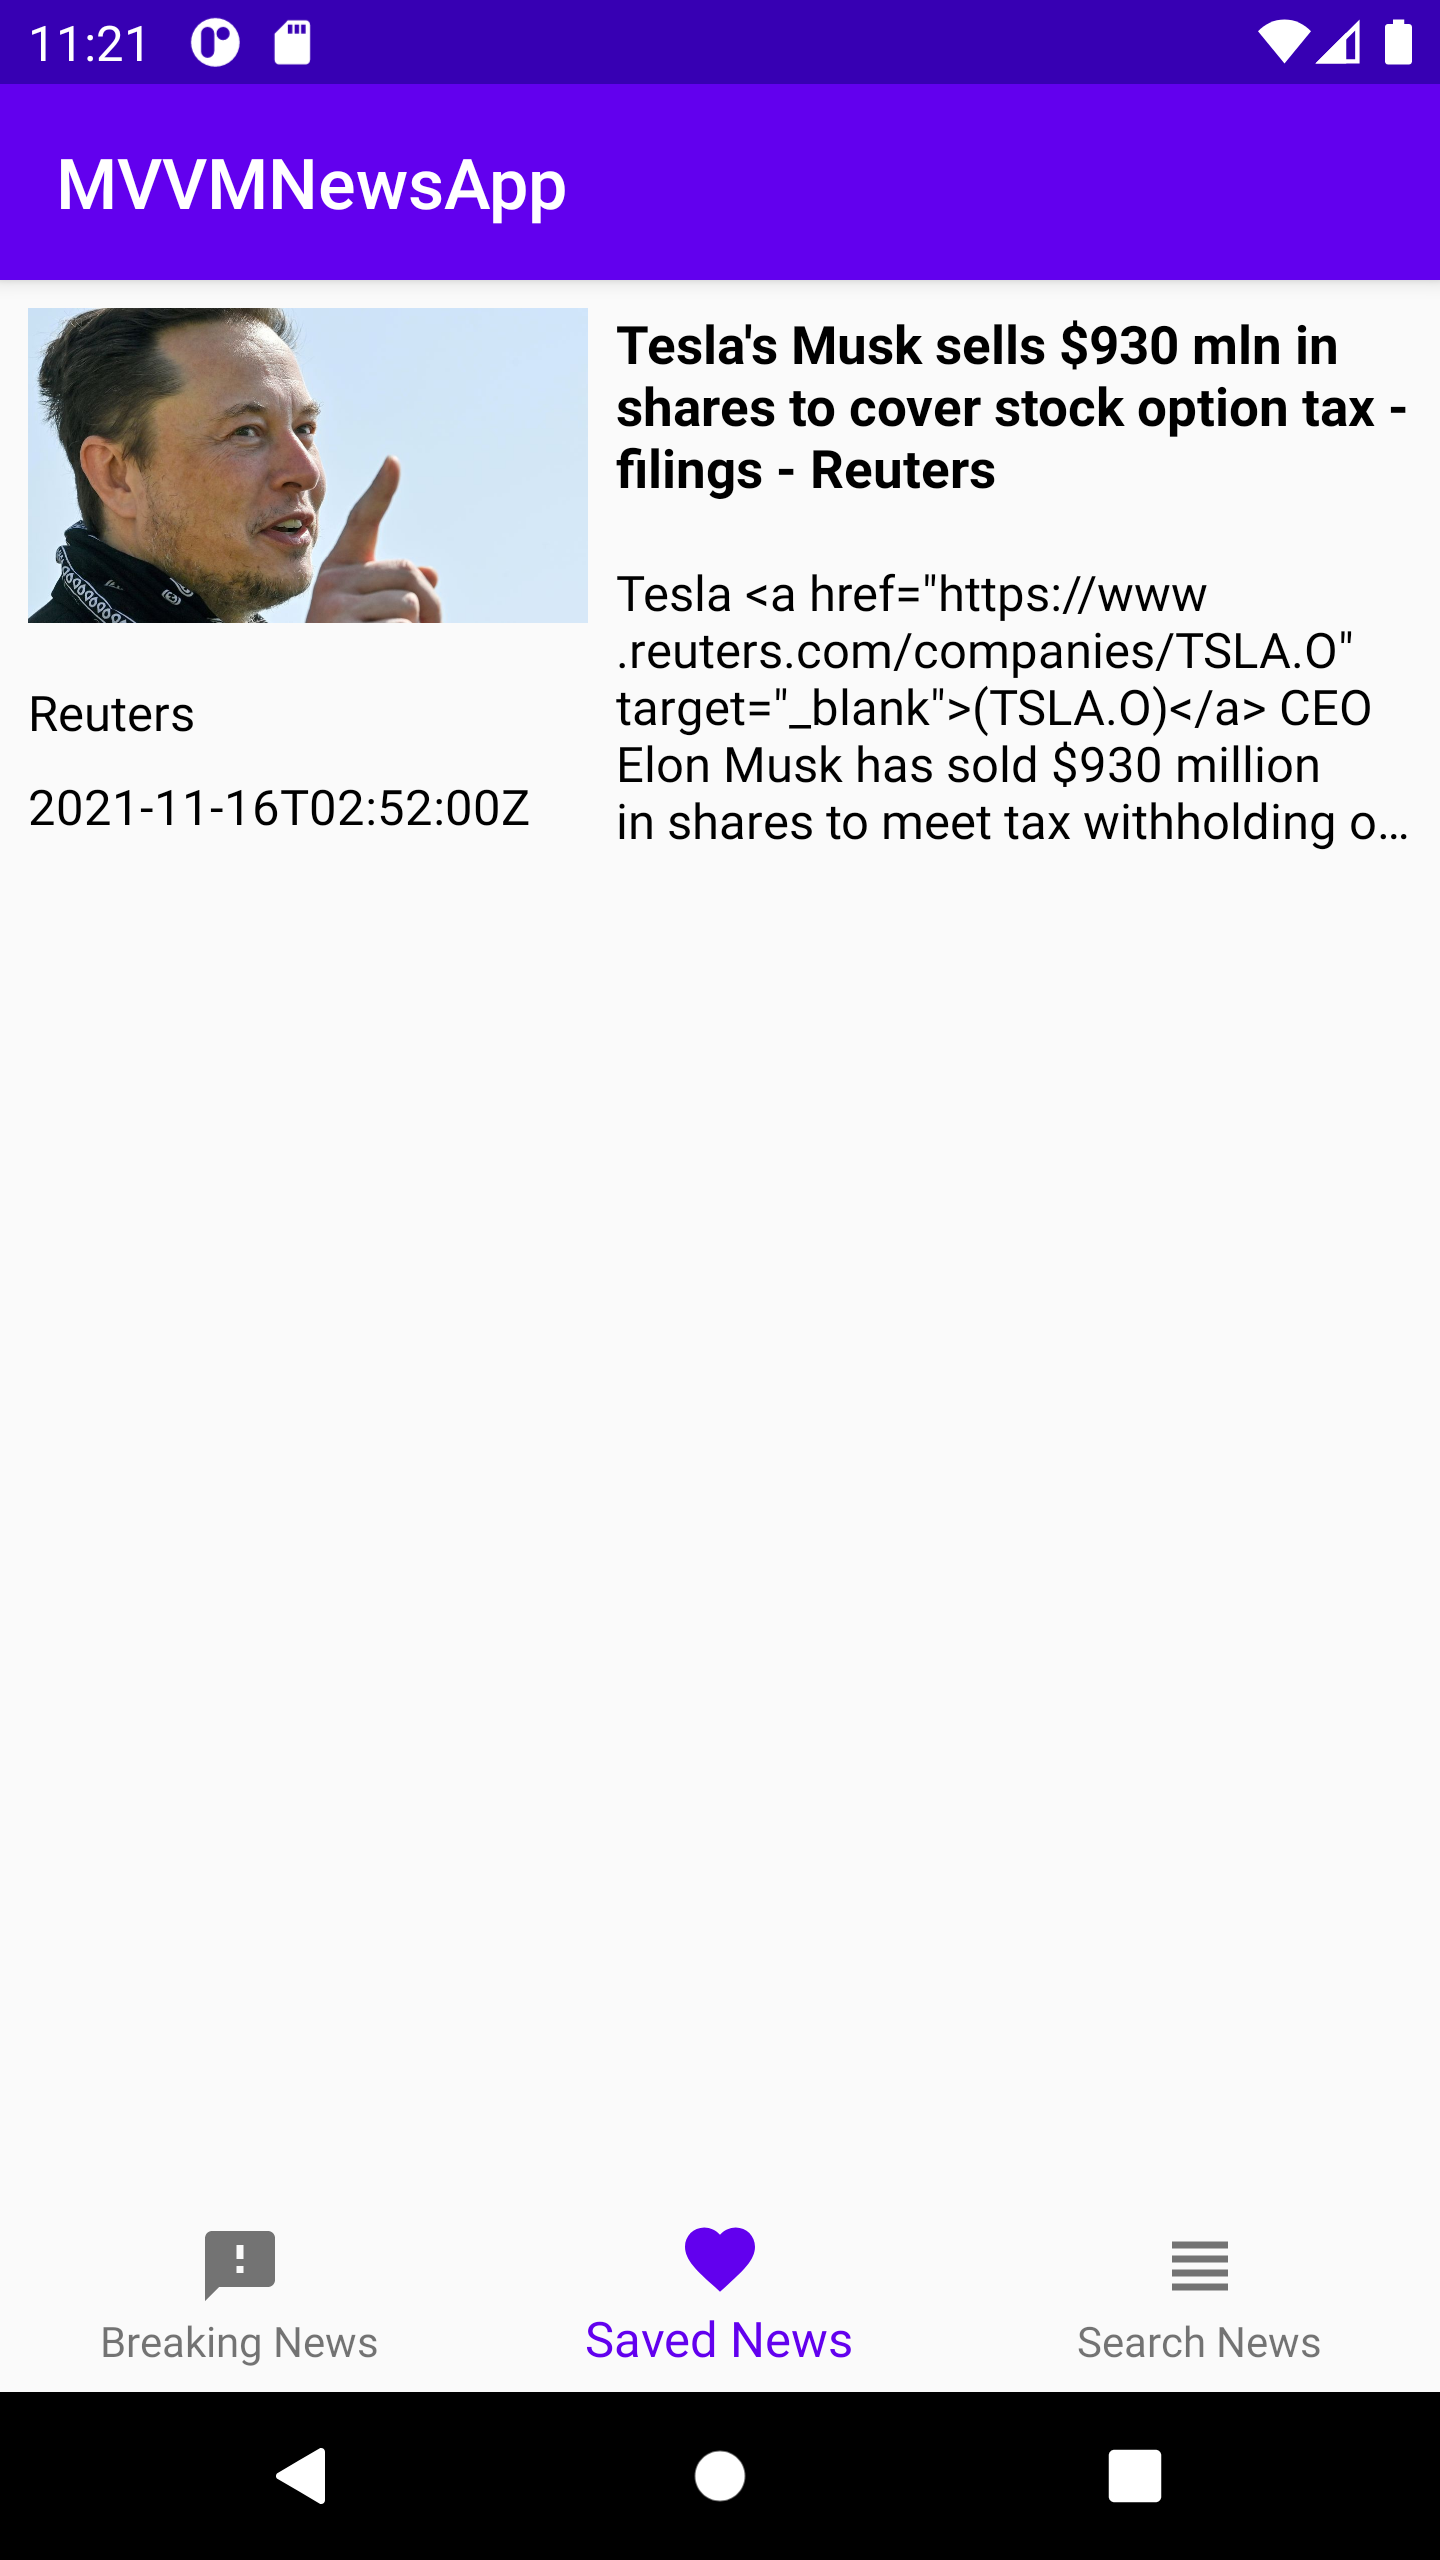 11:21
MVVMNewsApp
Tesla's Musk sells $930 mln in
shares to cover stock option tax -
filings - Reuters
Tesla <a href="https://www
.reuters.com/companies/TSLA.O"
target="_blank">(TSLA.O)</a> CEO
Elon Musk has sold $930 million
in shares to meet tax withholding o…
Reuters
2021-11-16T02:52:00Z
Breaking News
Saved News
Search News